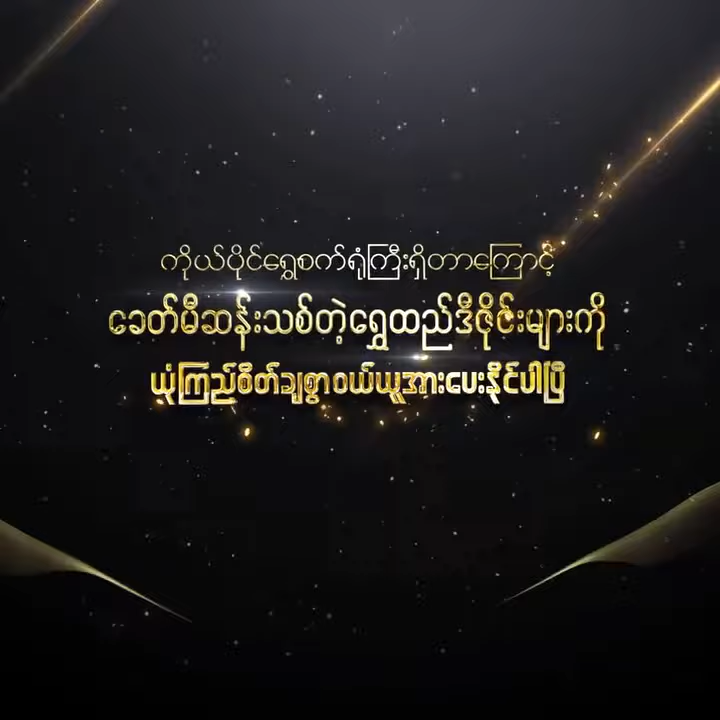 ကိုယ်ပိုင်ရွှေစက်ရုံကြီးရှိတာကြောင့်
ခေတ်မီဆန်းသစ်တဲ့ရွှေထည်ဒီဇိုင်းများကို
ယုံကြည်စိတ်ချစွာဝယ်ယူအားပေးနိုင်ပါပြီ